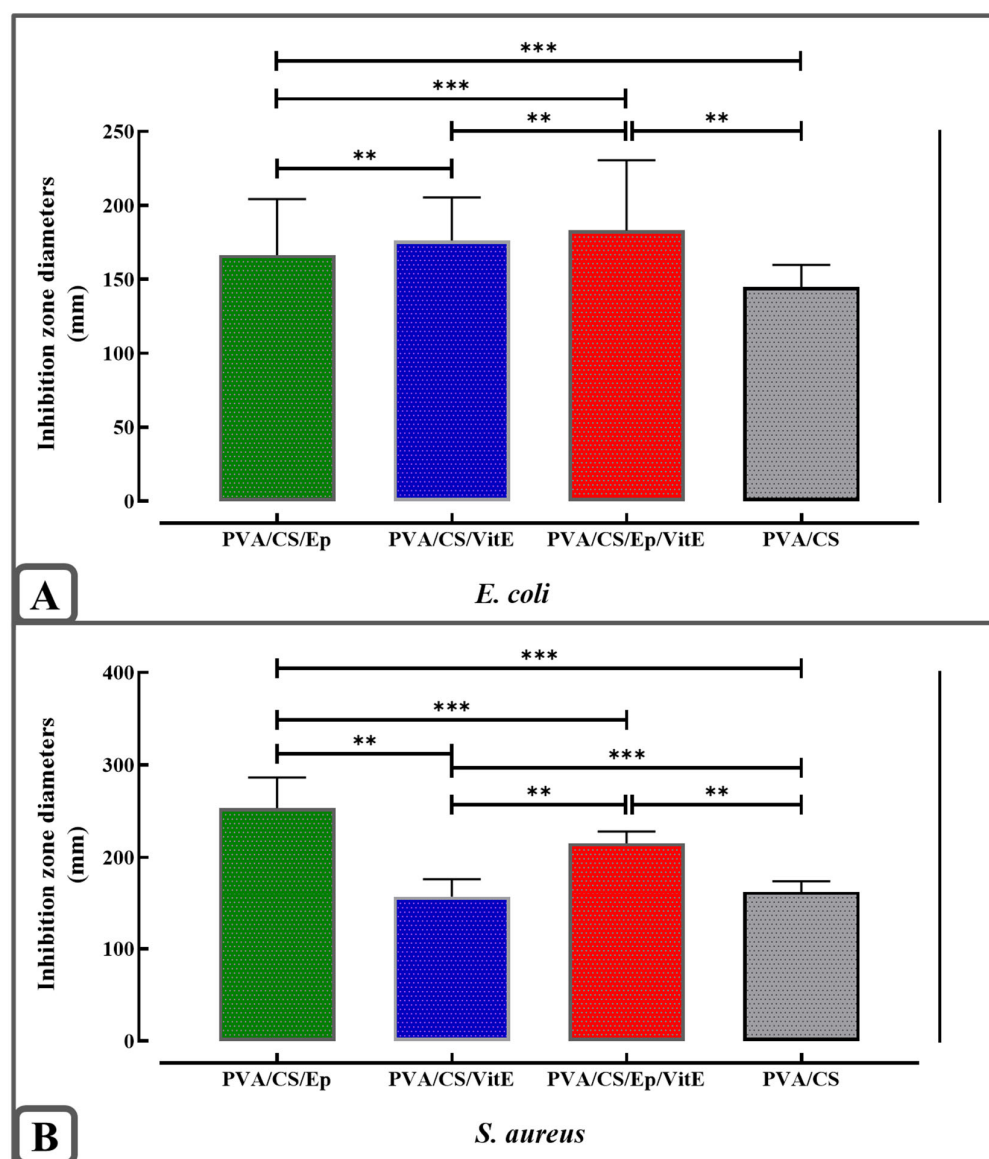 ***
***
** **
**
250
200
150
100
50
0
Inhibition zone diameters
(mm)
PVA/CS/Ep PVA/CS/VitE PVA/CS/Ep/VitE PVA/CS
A
E. coli
***
***
** ***
** **
400
300
200
100
0
Inhibition zone diameters
(mm)
PVA/CS/Ep PVA/CS/VitE PVA/CS/Ep/VitE PVA/CS
B
S. aureus